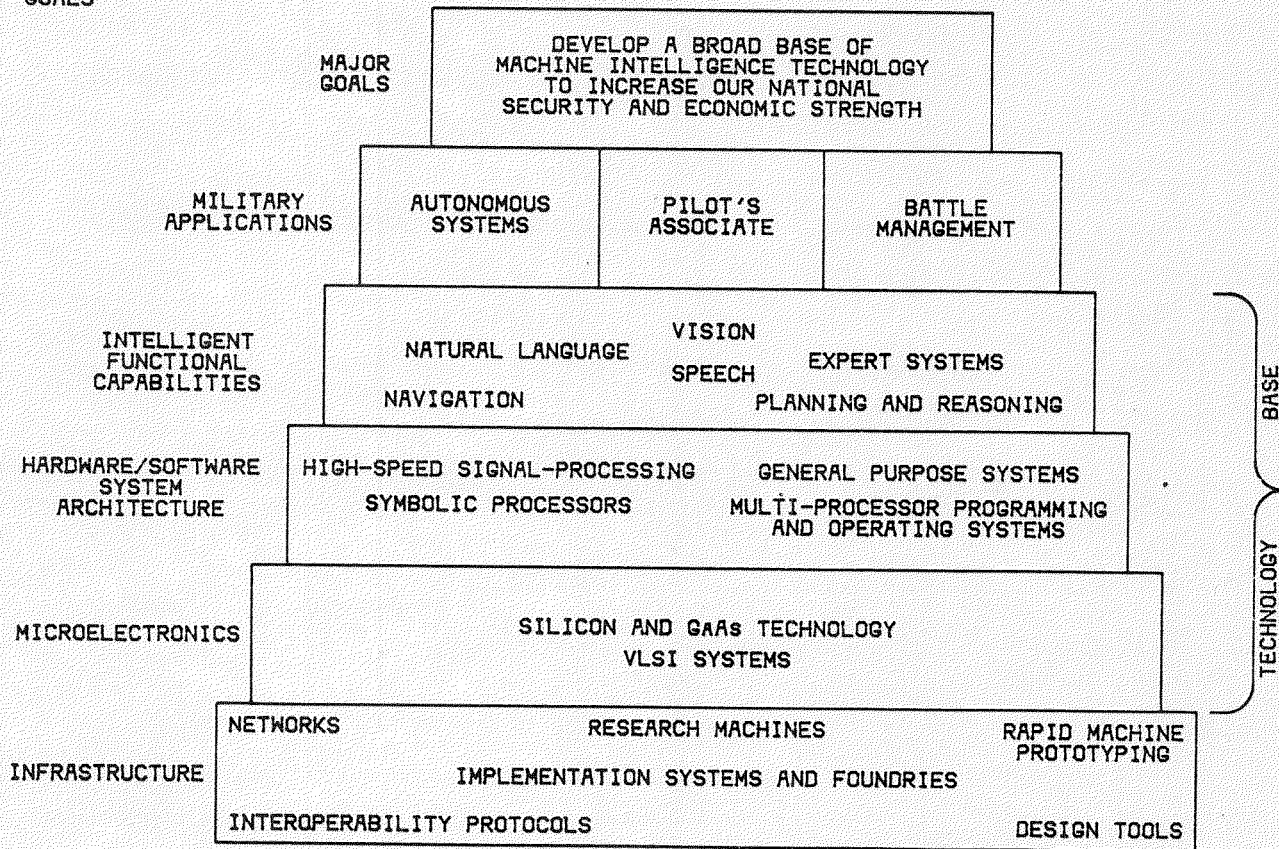 GOALS
MAJOR
GOALS
DEVELOP A BROAD BASE OF
MACHINE INTELLIGENCE TECHNOLOGY
TO INCREASE OUR NATIONAL
SECURITY AND ECONOMIC STRENGTH
MILITARY
APPLICATIONS
AUTONOMOUS
SYSTEMS
PILOT'S
ASSOCIATE
BATTLE
MANAGEMENT
INTELLIGENT
FUNCTIONAL
CAPABILITIES
NATURAL LANGUAGE
VISION
SPEECH
EXPERT SYSTEMS
NAVIGATION
PLANNING AND REASONING
HARDWARE/SOFTWARE
SYSTEM
ARCHITECTURE
HIGH-SPEED SIGNAL-PROCESSING
GENERAL PURPOSE SYSTEMS
SYMBOLIC PROCESSORS
MULTI-PROCESSOR PROGRAMMING
AND OPERATING SYSTEMS
MICROELECTRONICS
SILICON AND GAAs TECHNOLOGY
VLSI SYSTEMS
TECHNOLOGY BASE
INFRASTRUCTURE
NETWORKS
RESEARCH MACHINES
RAPID MACHINE
PROTOTYPING
IMPLEMENTATION SYSTEMS AND FOUNDRIES
INTEROPERABILITY PROTOCOLS
DESIGN TOOLS